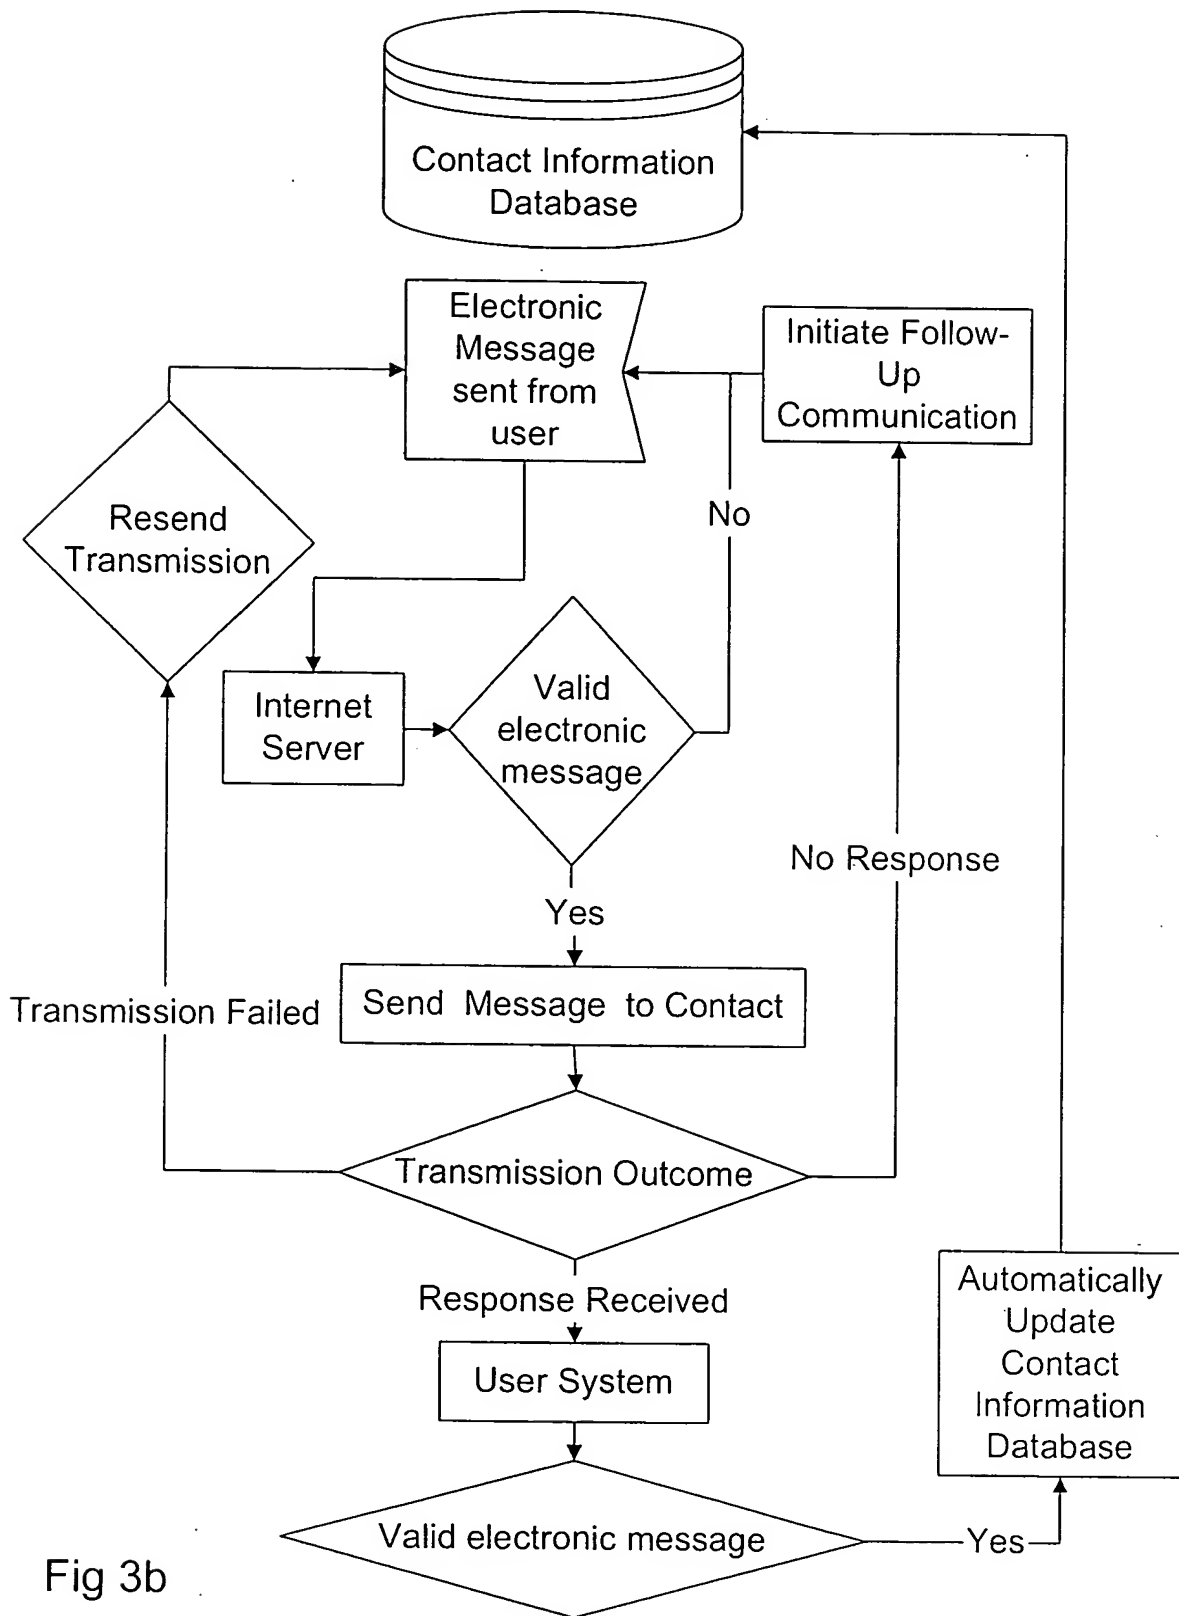 Contact Information
Database
Electronic
Message
sent from
user
Initiate Follow-
Up
Communication
Resend
Transmission
No
Internet
Server
Valid
electronic
message
No Response
Yes
Send Message to Contact
Transmission Failed
Transmission Outcome
Response Received
Automatically
Update
Contact
Information
Database
User System
Valid electronic message
Yes
Fig 3b